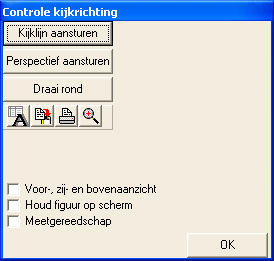 Controle kijkrichting
Kijklijn aansturen
Perspectief aansturen
Draai rond
A
Voor-, zij- en bovenaanzicht
Houd figuur op scherm
Meetgereedschap
OK